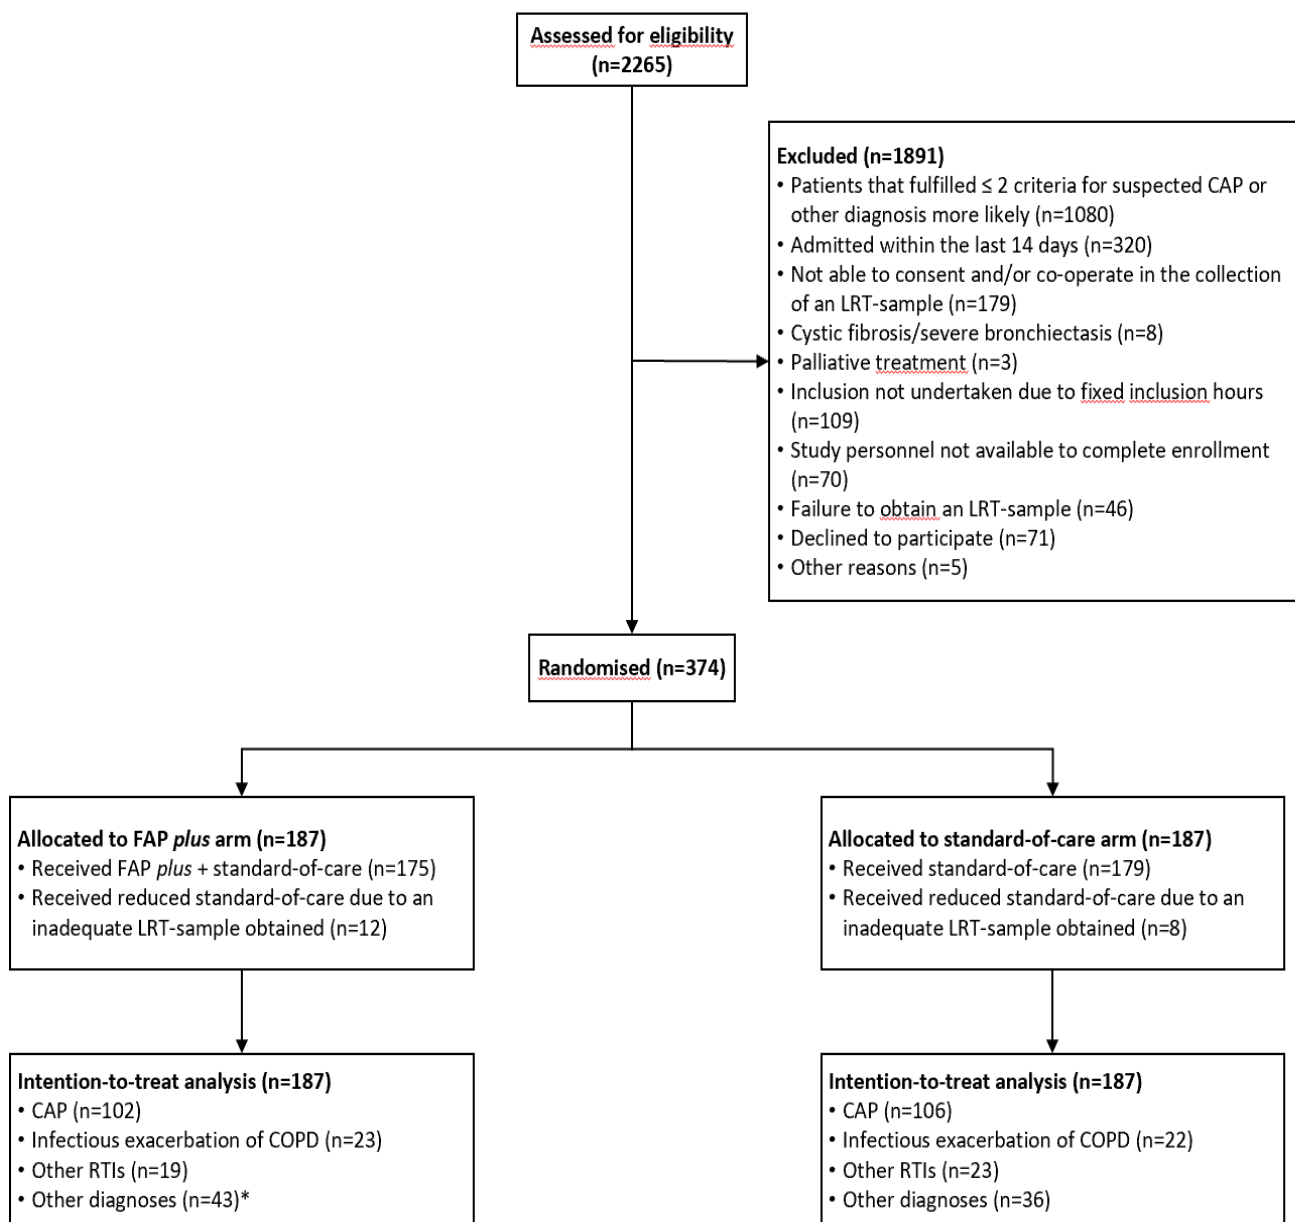 Assessed for eligibility
(n=2265)
Excluded (n=1891)
• Patients that fulfilled ≤ 2 criteria for suspected CAP or
other diagnosis more likely (n=1080)
• Admitted within the last 14 days (n=320)
• Not able to consent and/or co-operate in the collection
of an LRT-sample (n=179)
• Cystic fibrosis/severe bronchiectasis (n=8)
• Palliative treatment (n=3)
• Inclusion not undertaken due to fixed inclusion hours
(n=109)
• Study personnel not available to complete enrollment
(n=70)
• Failure to obtain an LRT-sample (n=46)
• Declined to participate (n=71)
• Other reasons (n=5)
Randomised (n=374)
Allocated to FAP plus arm (n=187)
• Received FAP plus + standard-of-care (n=175)
• Received reduced standard-of-care due to an
inadequate LRT-sample obtained (n=12)
Allocated to standard-of-care arm (n=187)
• Received standard-of-care (n=179)
• Received reduced standard-of-care due to an
inadequate LRT-sample obtained (n=8)
Intention-to-treat analysis (n=187)
• CAP (n=102)
• Infectious exacerbation of COPD (n=23)
• Other RTIs (n=19)
• Other diagnoses (n=43)*
Intention-to-treat analysis (n=187)
• CAP (n=106)
• Infectious exacerbation of COPD (n=22)
• Other RTIs (n=23)
• Other diagnoses (n=36)